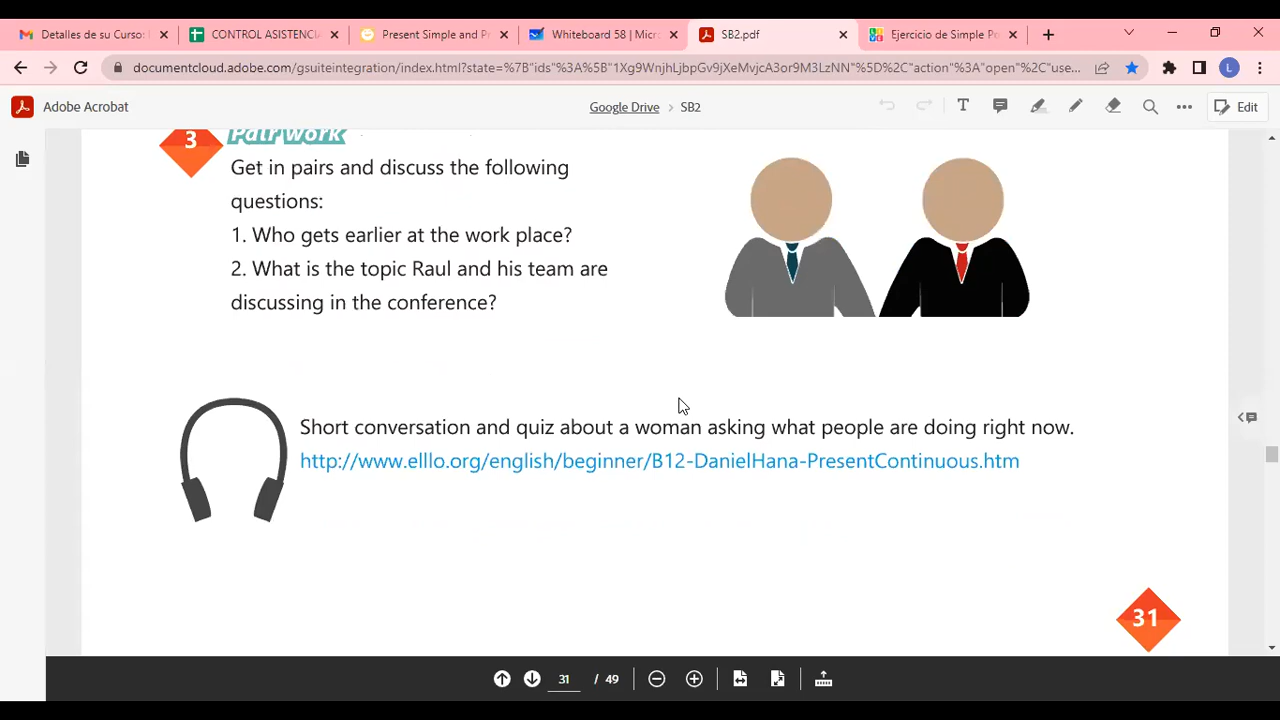 Detalles de su Curso:
CONTROL ASISTENCIA
Present Simple and Pr
Whiteboard 58 | Micro
SB2.pdf
Ejercicio de Simple Pe
documentcloud.adobe.com/gsuiteintegration/index.html?state=%7B"ids"%3A%5B"1Xg9WnjhLjbpGv9jXeMvjcA3or9M3LzNN"%5D%2C"action"%3A"open"%2C"use...
L
Adobe Acrobat
Google Drive › SB2
Edit
3 Pair Work
Get in pairs and discuss the following
questions:
1. Who gets earlier at the work place?
2. What is the topic Raul and his team are
discussing in the conference?
Short conversation and quiz about a woman asking what people are doing right now.
http://www.elllo.org/english/beginner/B12-DanielHana-PresentContinuous.htm
31
31 / 49